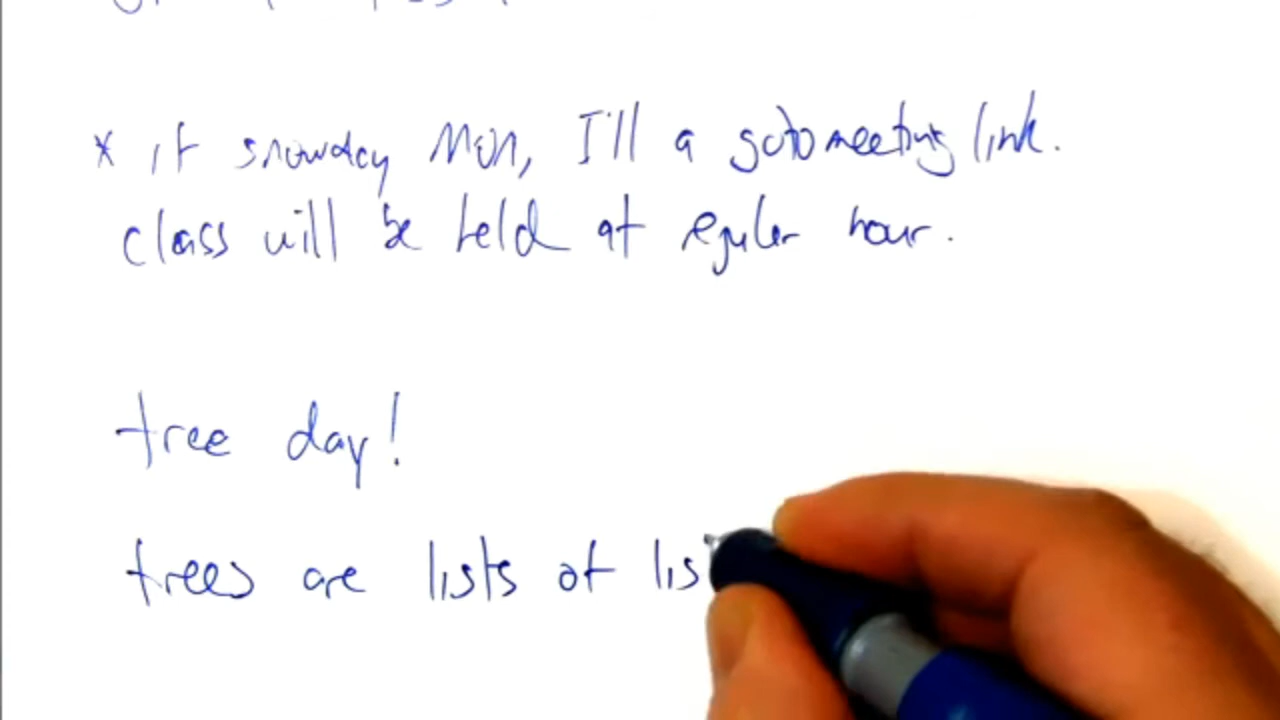 * if snowday Mon, I'll a gotomeeting link.
class will be held at regular hour.
tree day!
trees are lists of lis